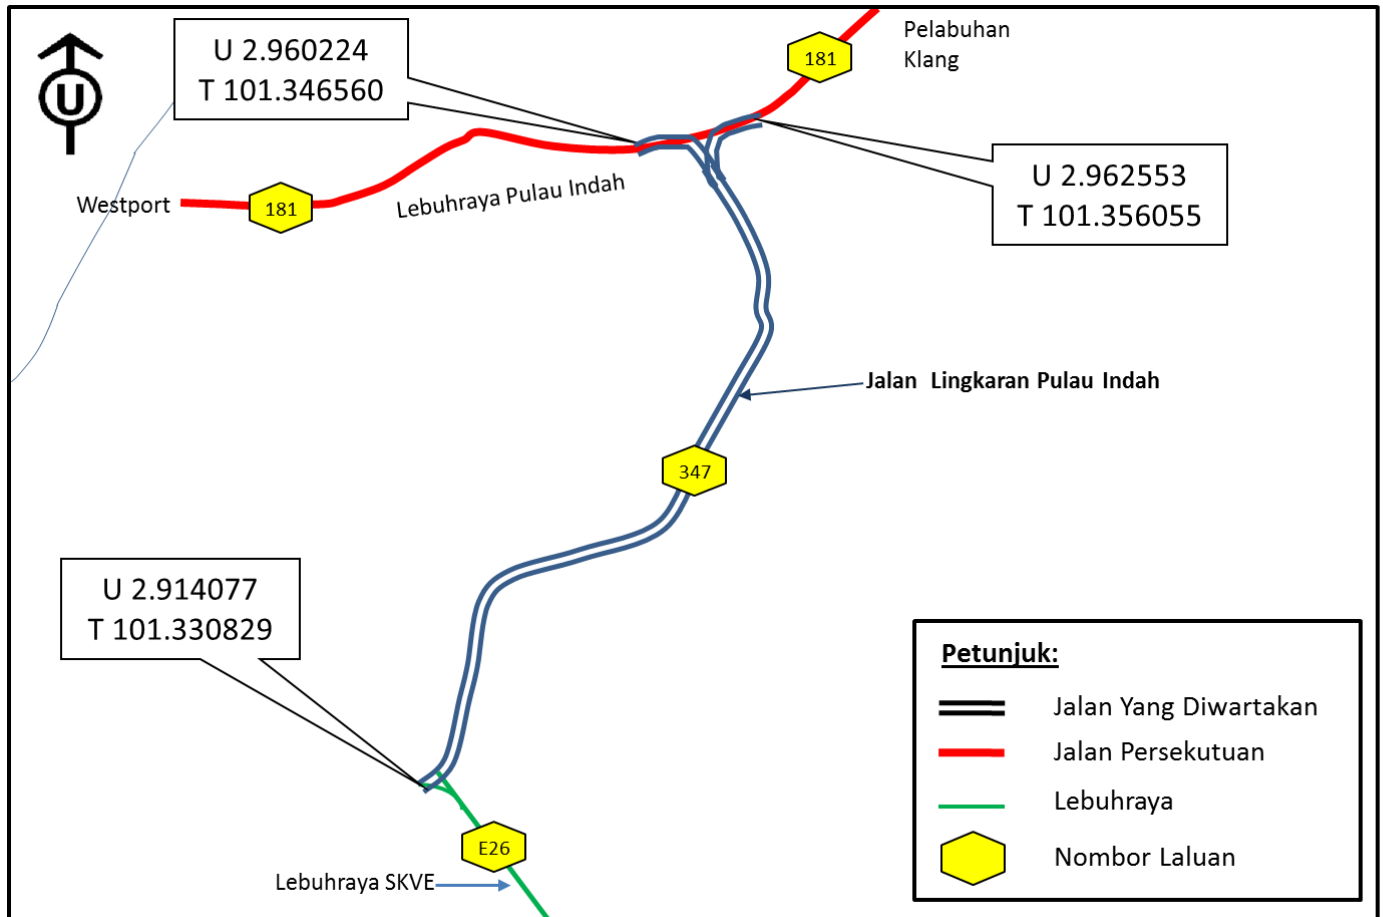 U
U 2.960224
T 101.346560
181
Pelabuhan
Klang
U 2.962553
T 101.356055
Westport
181
Lebuhraya Pulau Indah
Jalan  Lingkaran Pulau Indah
347
U 2.914077
T 101.330829
E26
Lebuhraya SKVE
Petunjuk:
Jalan Yang Diwartakan
Jalan Persekutuan
Lebuhraya
Nombor Laluan